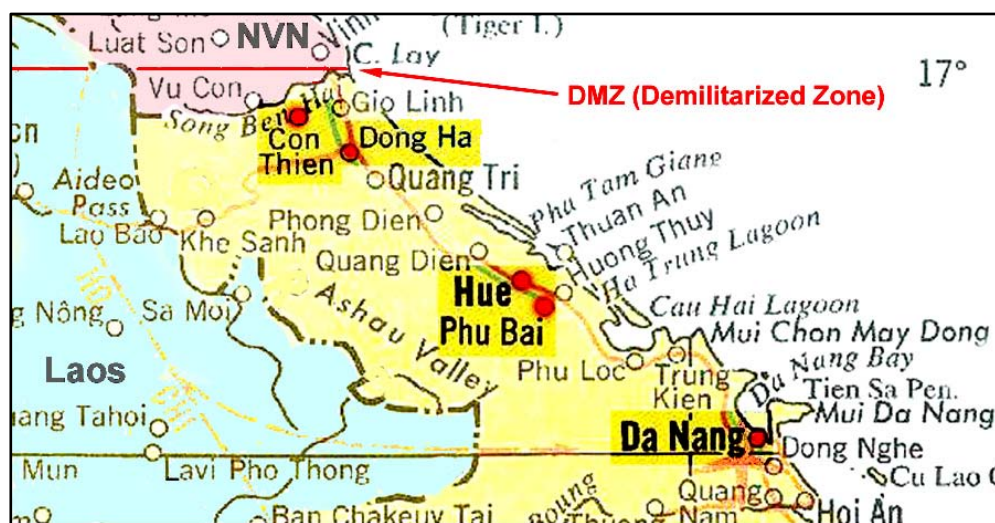 (Tiger I.)
Luat Son
NVN
C. Lay
17°
Vu Con
DMZ (Demilitarized Zone)
Song Ben Hai
Gio Linh
Con
Thien
Dong Ha
Quang Tri
Aideo
Pass
Lao Bao
Khe Sanh
Phong Dien
Pha Tam Giang
Thuan An
Huong Thuy
Ha Trung Lagoon
Quang Dien
Ashau Valley
Hue
Phu Bai
Cau Hai Lagoon
Mui Chon May Dong
Sa Moi
g Nông
Laos
Phu Loc
Trung
Kien
Da Nang Bay
Tien Sa Pen.
Mui Da Nang
Da Nang
Dong Nghe
uang Tahoi
Mun
Lavi Pho Thong
Cu Lao
Quang
Nam
Hoi An
Ban Chakeuy Tai